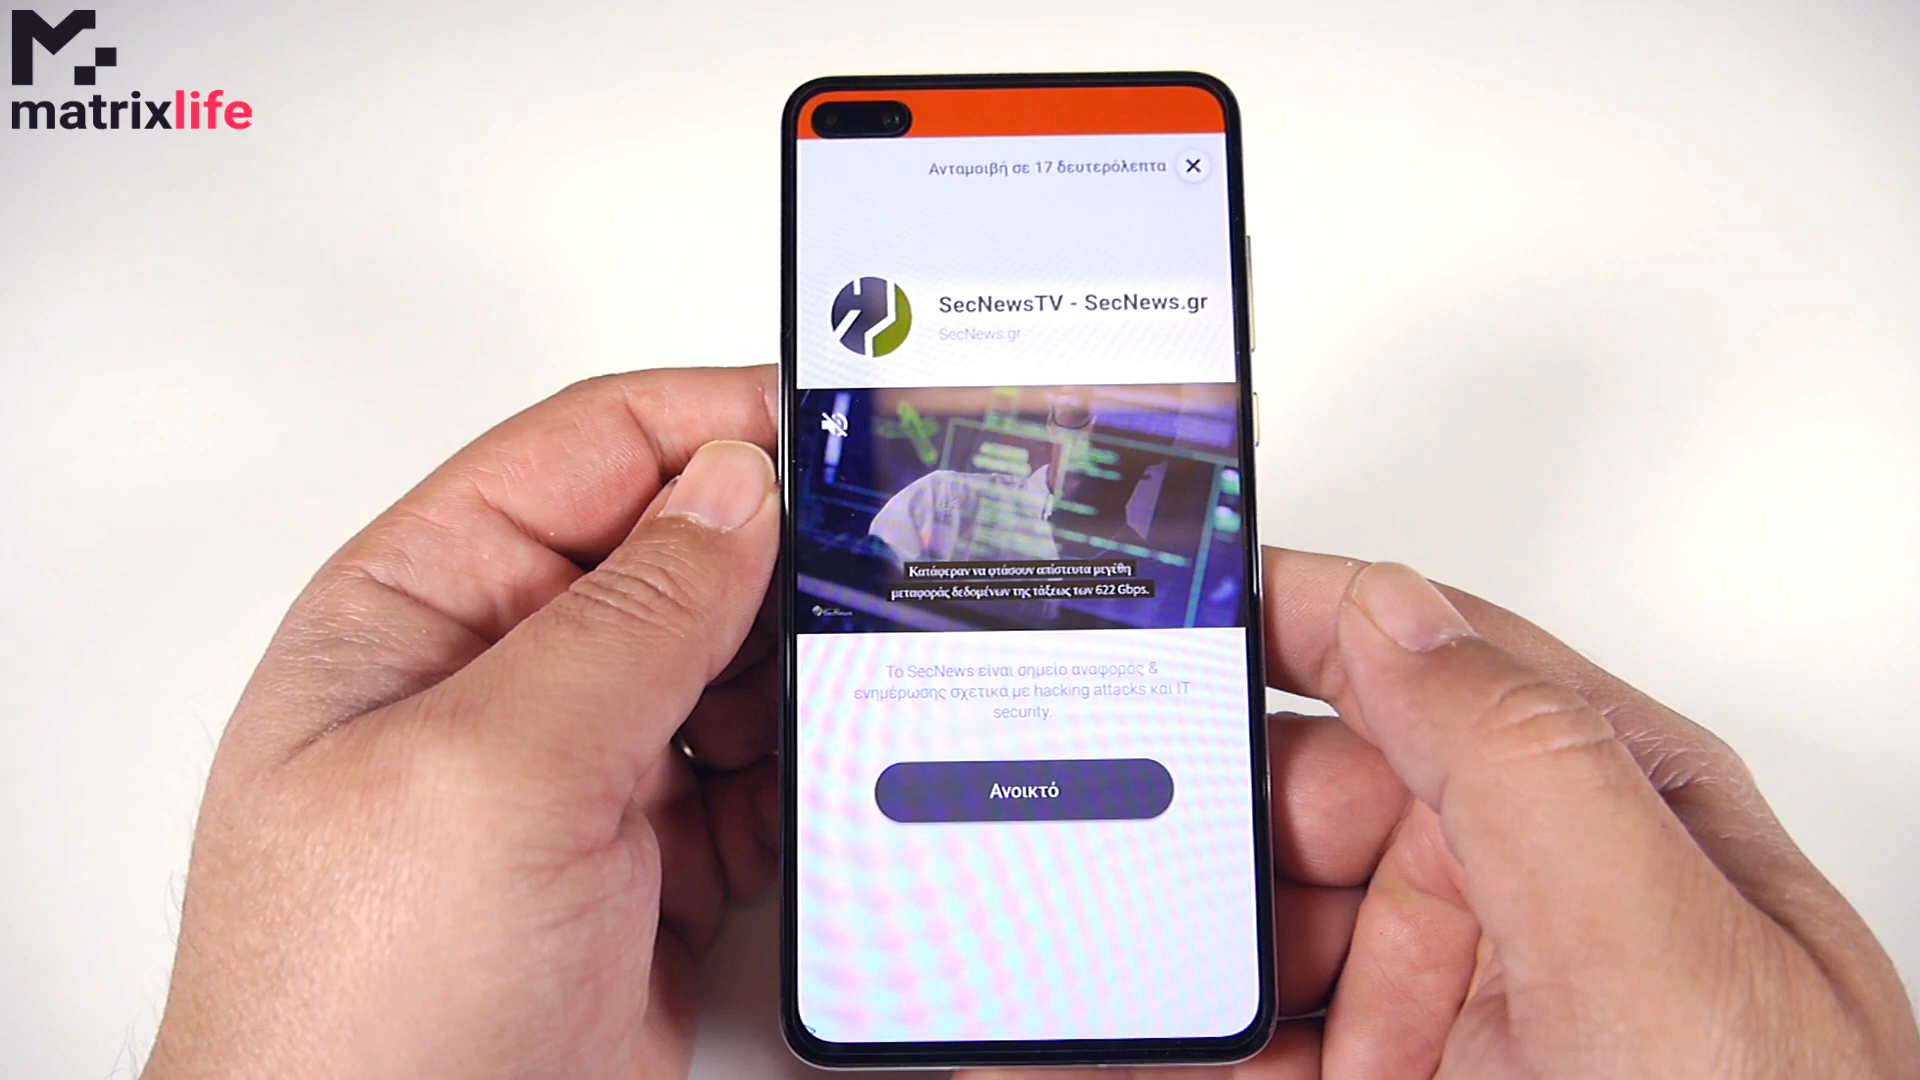 matrixlife
Ανταμοιβή σε 17 δευτερόλεπτα
SecNewsTV - SecNews.gr
SecNews.gr
Κατάφεραν να φτάσουν απίστευτα μεγέθη
μεταφοράς δεδομένων της τάξεως των 622 Gbps.
SecNews
Το SecNews είναι σημείο αναφοράς &
ενημέρωσης σχετικά με hacking attacks και IT
security.
Ανοικτό